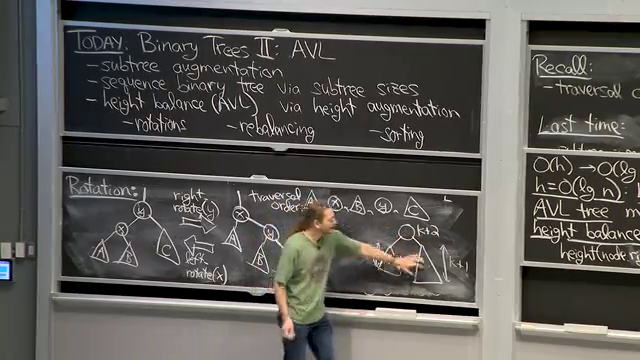 TODAY: Binary Trees II: AVL
- subtree augmentation
- sequence binary tree via subtree sizes
- height balance (AVL) via height augmentation
- rotations - rebalancing - sorting
Rotation:
right
rotate(y)
left
rotate(x)
y
x
A
B
C
x
y
A
B
traversal
order: A, x, B, y, C
k+2
k+1
Recall:
- traversal o
Last time:
O(h) → O(lg
h = O(lg n)
AVL tree
height balance
height(node.